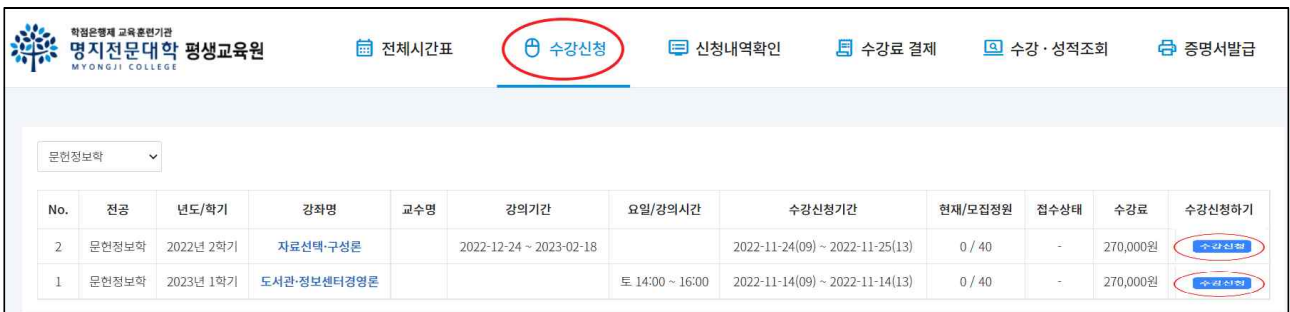 학점은행제 교육훈련기관
명지전문대학 평생교육원
MYONGJI COLLEGE
전체시간표 수강신청 신청내역확인 수강료 결제 수강 · 성적조회 증명서발급
문헌정보학
No. 전공 년도/학기 강좌명 교수명 강의기간 요일/강의시간 수강신청기간 현재/모집정원 접수상태 수강료 수강신청하기
2 문헌정보학 2022년 2학기 자료선택·구성론 2022-12-24 ~ 2023-02-18 2022-11-24(09) ~ 2022-11-25(13) 0 / 40 - 270,000원 수강신청
1 문헌정보학 2023년 1학기 도서관·정보센터경영론 토 14:00 ~ 16:00 2022-11-14(09) ~ 2022-11-14(13) 0 / 40 - 270,000원 수강신청